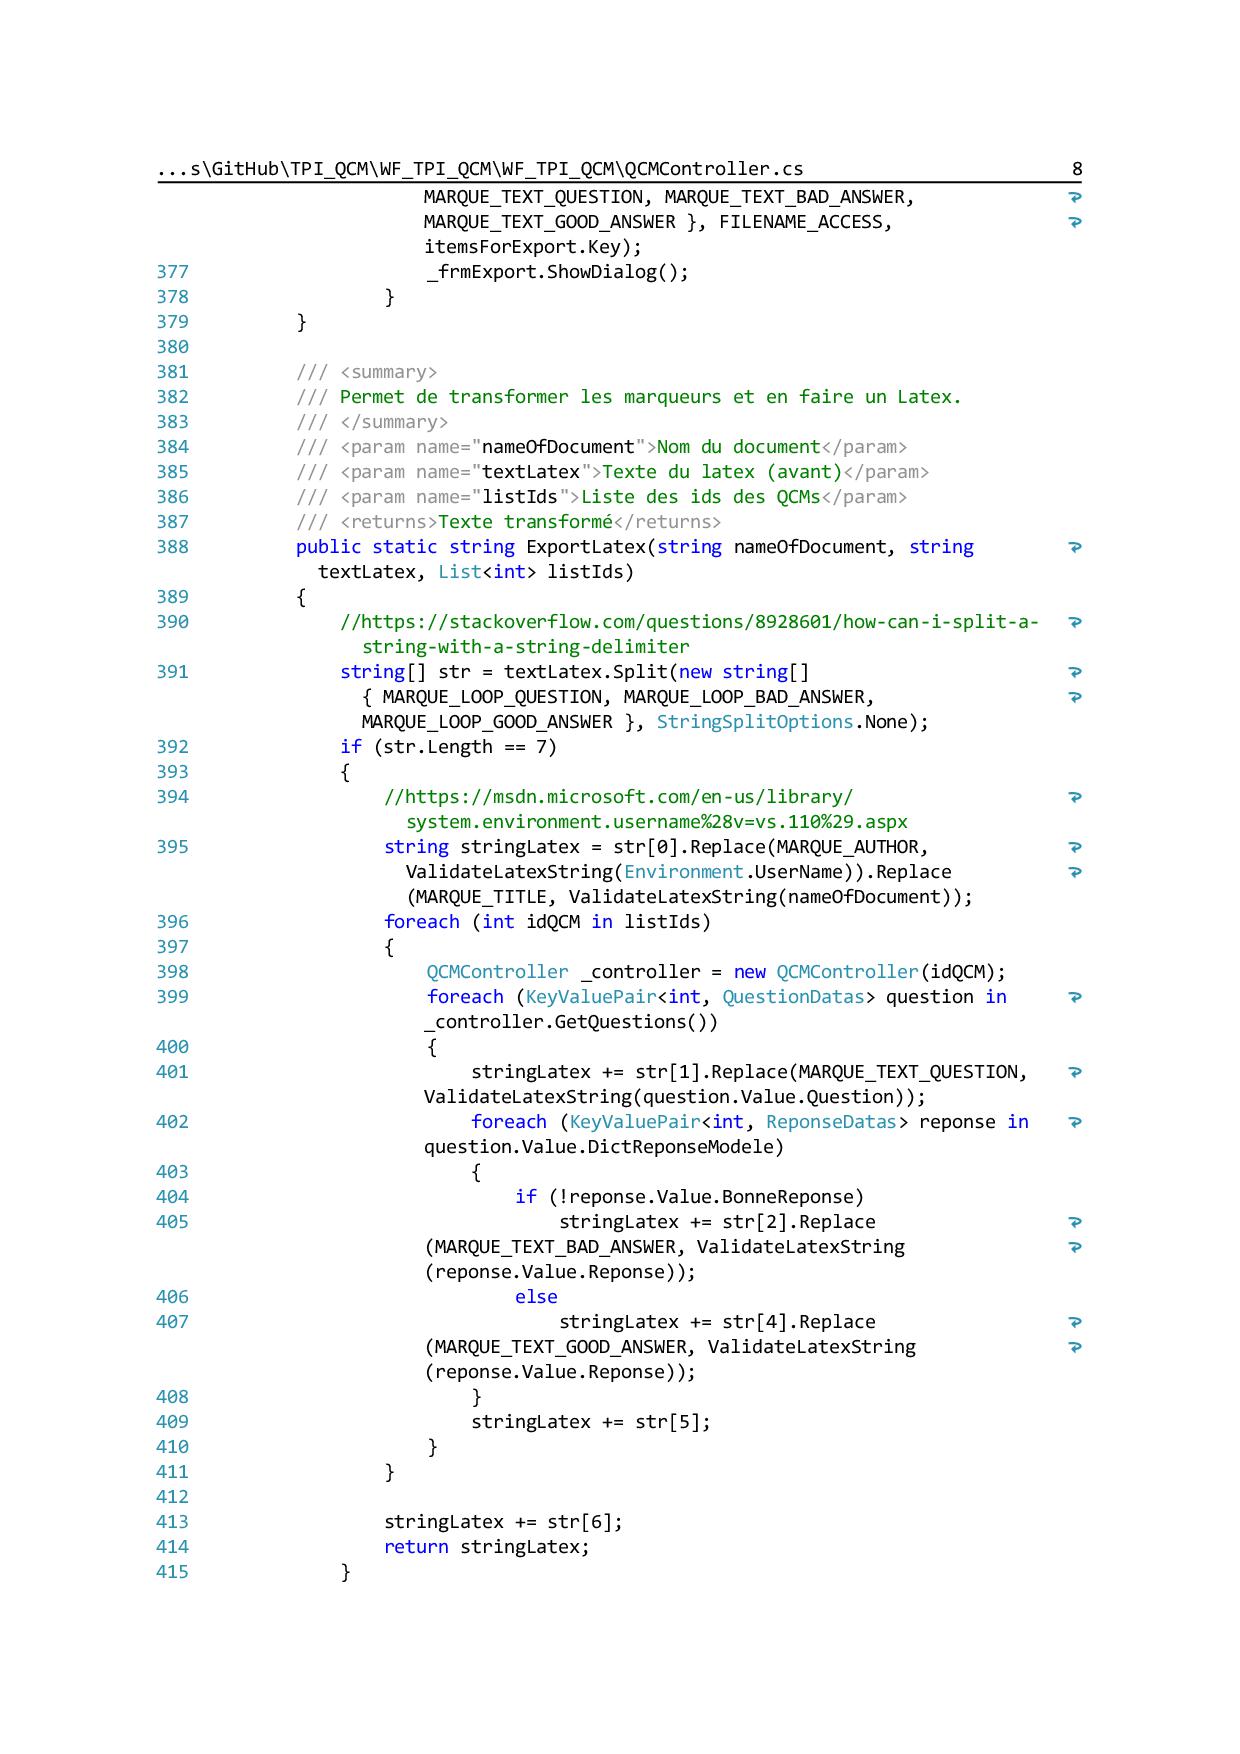 ...s\GitHub\TPI_QCM\WF_TPI_QCM\WF_TPI_QCM\QCMController.cs 8
MARQUE_TEXT_QUESTION, MARQUE_TEXT_BAD_ANSWER,
MARQUE_TEXT_GOOD_ANSWER }, FILENAME_ACCESS,
itemsForExport.Key);
377 _frmExport.ShowDialog();
378 }
379 }
380
381 /// <summary>
382 /// Permet de transformer les marqueurs et en faire un Latex.
383 /// </summary>
384 /// <param name="nameOfDocument">Nom du document</param>
385 /// <param name="textLatex">Texte du latex (avant)</param>
386 /// <param name="listIds">Liste des ids des QCMs</param>
387 /// <returns>Texte transformé</returns>
388 public static string ExportLatex(string nameOfDocument, string
textLatex, List<int> listIds)
389 {
390 //https://stackoverflow.com/questions/8928601/how-can-i-split-a-
string-with-a-string-delimiter
391 string[] str = textLatex.Split(new string[]
{ MARQUE_LOOP_QUESTION, MARQUE_LOOP_BAD_ANSWER,
MARQUE_LOOP_GOOD_ANSWER }, StringSplitOptions.None);
392 if (str.Length == 7)
393 {
394 //https://msdn.microsoft.com/en-us/library/
system.environment.username%28v=vs.110%29.aspx
395 string stringLatex = str[0].Replace(MARQUE_AUTHOR,
ValidateLatexString(Environment.UserName)).Replace
(MARQUE_TITLE, ValidateLatexString(nameOfDocument));
396 foreach (int idQCM in listIds)
397 {
398 QCMController _controller = new QCMController(idQCM);
399 foreach (KeyValuePair<int, QuestionDatas> question in
_controller.GetQuestions())
400 {
401 stringLatex += str[1].Replace(MARQUE_TEXT_QUESTION,
ValidateLatexString(question.Value.Question));
402 foreach (KeyValuePair<int, ReponseDatas> reponse in
question.Value.DictReponseModele)
403 {
404 if (!reponse.Value.BonneReponse)
405 stringLatex += str[2].Replace
(MARQUE_TEXT_BAD_ANSWER, ValidateLatexString
(reponse.Value.Reponse));
406 else
407 stringLatex += str[4].Replace
(MARQUE_TEXT_GOOD_ANSWER, ValidateLatexString
(reponse.Value.Reponse));
408 }
409 stringLatex += str[5];
410 }
411 }
412
413 stringLatex += str[6];
414 return stringLatex;
415 }